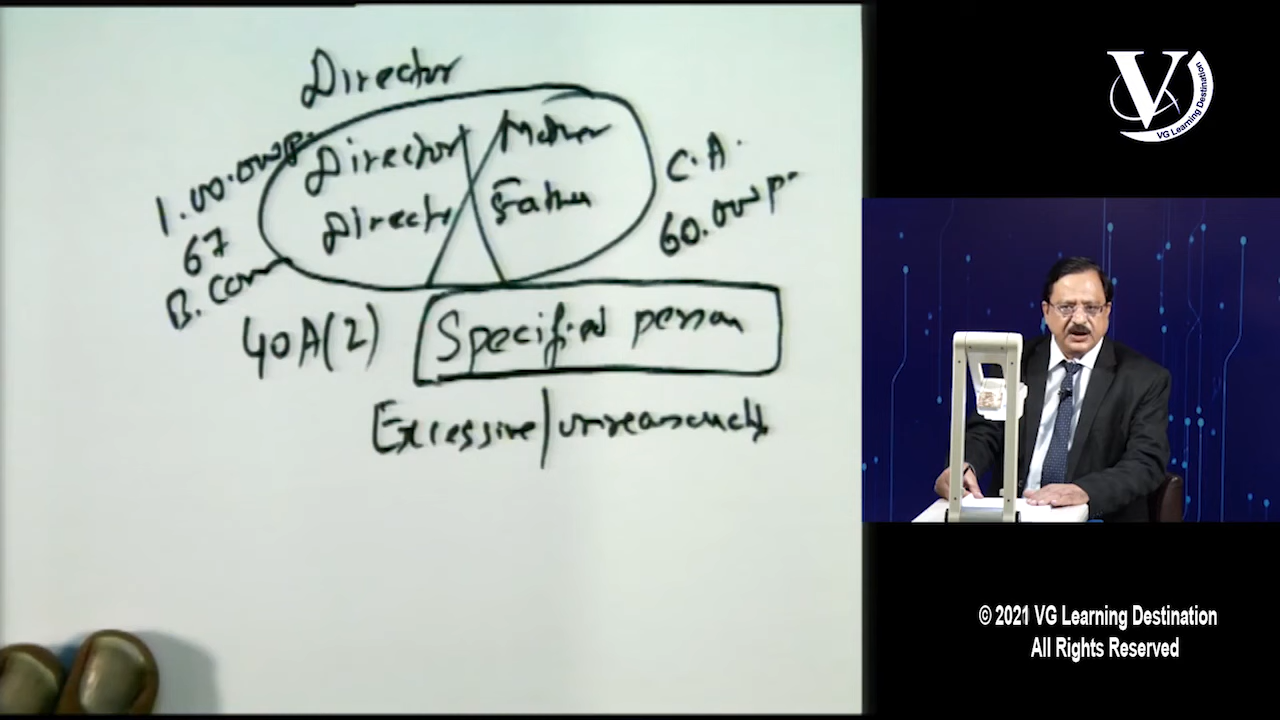 Director
1.00.000 p.
67
B. Com
Director
Director
Mother
Father
C.A.
60.000 p.
40A(2)
Specified person
Excessive/unreasonable
V
VG Learning Destination
© 2021 VG Learning Destination
All Rights Reserved